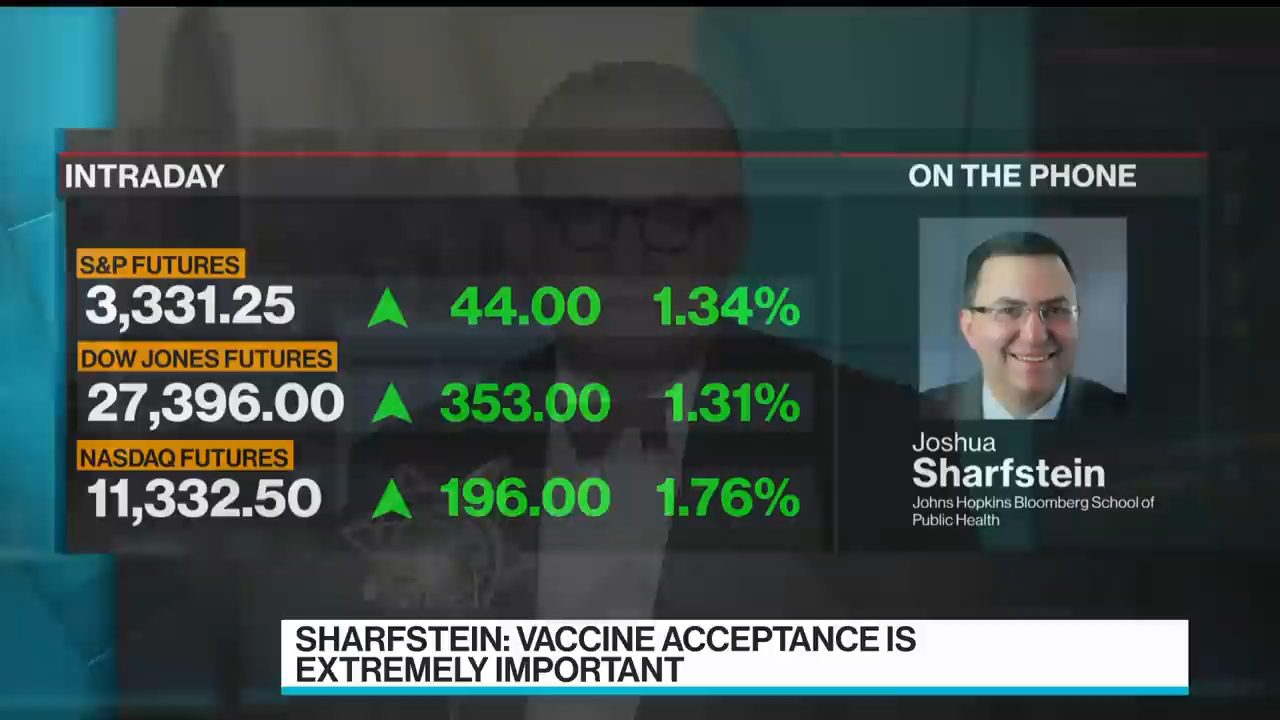 INTRADAY
S&P FUTURES
3,331.25 44.00 1.34%
DOW JONES FUTURES
27,396.00 353.00 1.31%
NASDAQ FUTURES
11,332.50 196.00 1.76%
ON THE PHONE
Joshua
Sharfstein
Johns Hopkins Bloomberg School of
Public Health
SHARFSTEIN: VACCINE ACCEPTANCE IS
EXTREMELY IMPORTANT